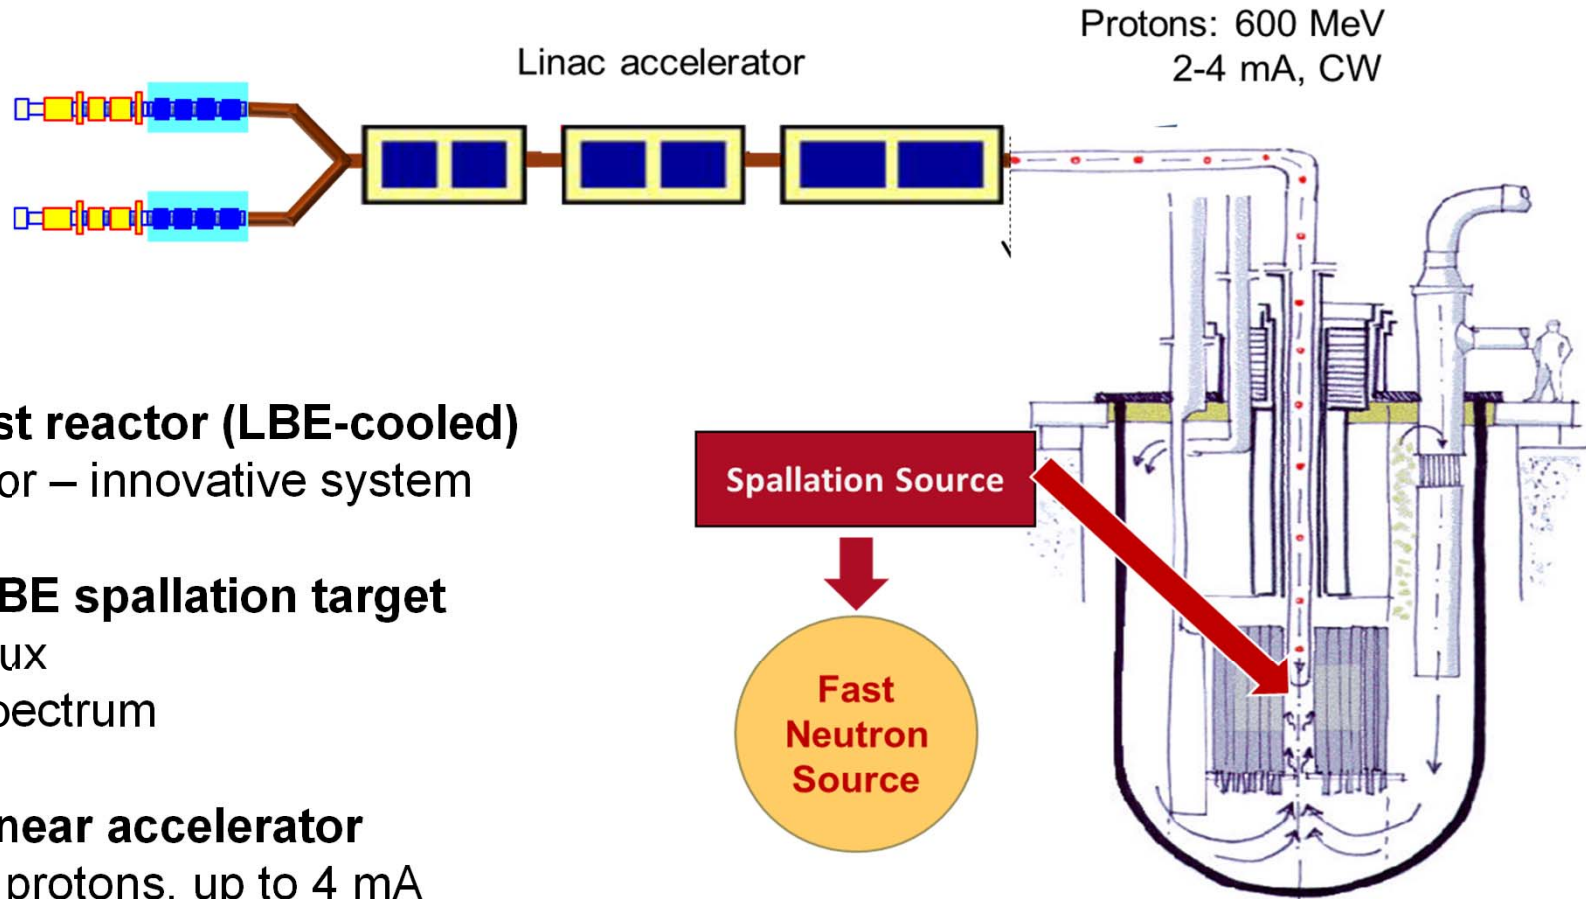 Protons: 600 MeV
2-4 mA, CW
Linac accelerator
st reactor (LBE-cooled)
or – innovative system
BE spallation target
ux
pectrum
near accelerator
protons, up to 4 mA
Spallation Source
Fast
Neutron
Source